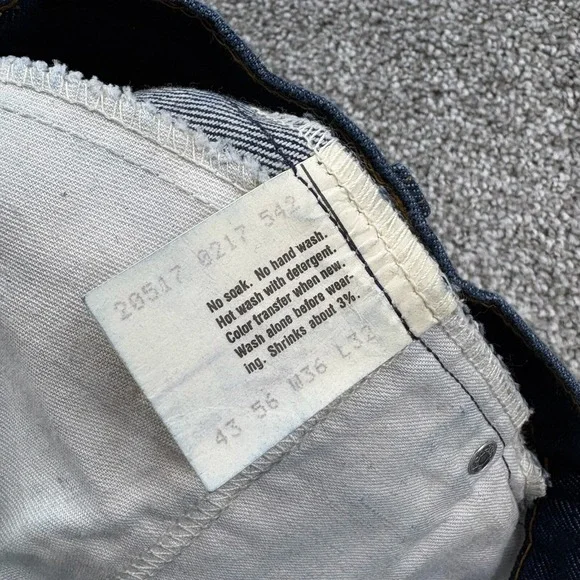 20517 0217 542
No soak. No hand wash.
Hot wash with detergent.
Color transfer when new.
Wash alone before wear-
ing. Shrinks about 3%.
43 56 W36 L32